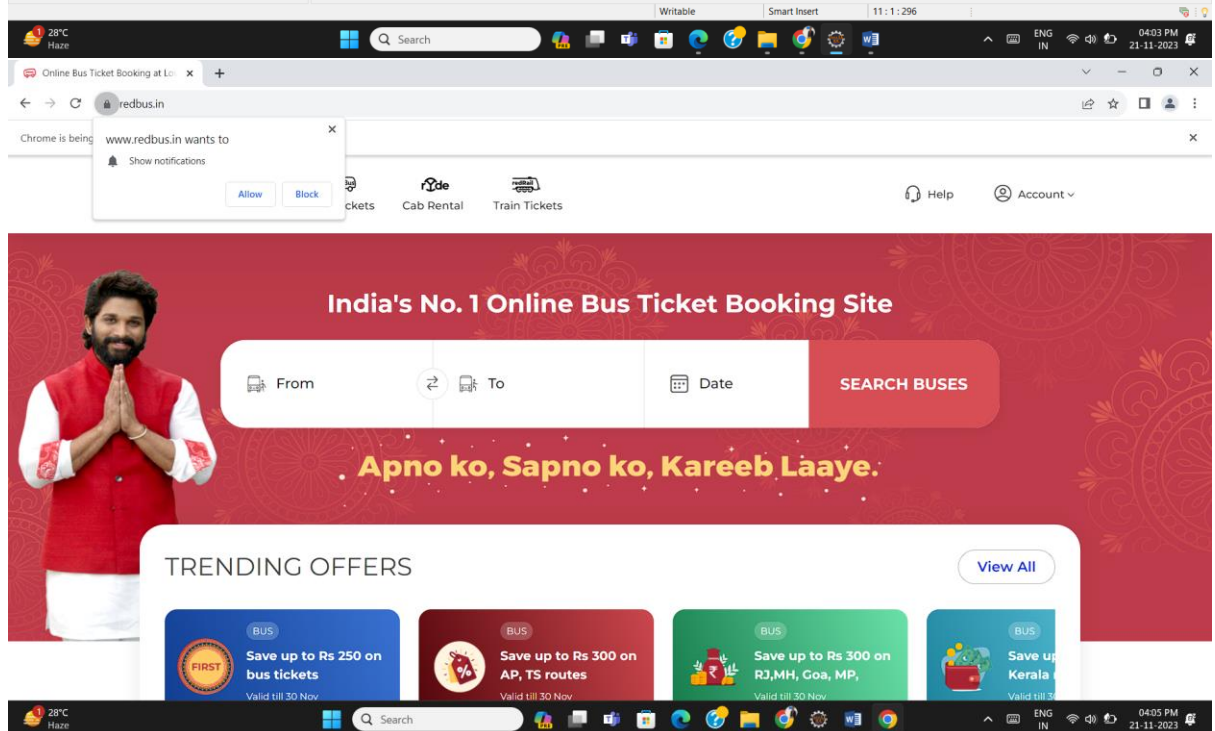 Writable Smart Insert 11 : 1 : 296
28°C
Haze
Search
ENG
IN
04:03 PM
21-11-2023
Online Bus Ticket Booking at Lo
redbus.in
Chrome is being
www.redbus.in wants to
Show notifications
Allow Block
ckets Cab Rental Train Tickets
rYde
redRail
Help
Account
India's No. 1 Online Bus Ticket Booking Site
From To Date SEARCH BUSES
Apno ko, Sapno ko, Kareeb Laaye.
TRENDING OFFERS
View All
BUS
Save up to Rs 250 on
bus tickets
Valid till 30 Nov
FIRST
BUS
Save up to Rs 300 on
AP, TS routes
Valid till 30 Nov
BUS
Save up to Rs 300 on
RJ,MH, Goa, MP,
Valid till 30 Nov
BUS
Save up
Kerala
Valid till 3
28°C
Haze
Search
ENG
IN
04:05 PM
21-11-2023